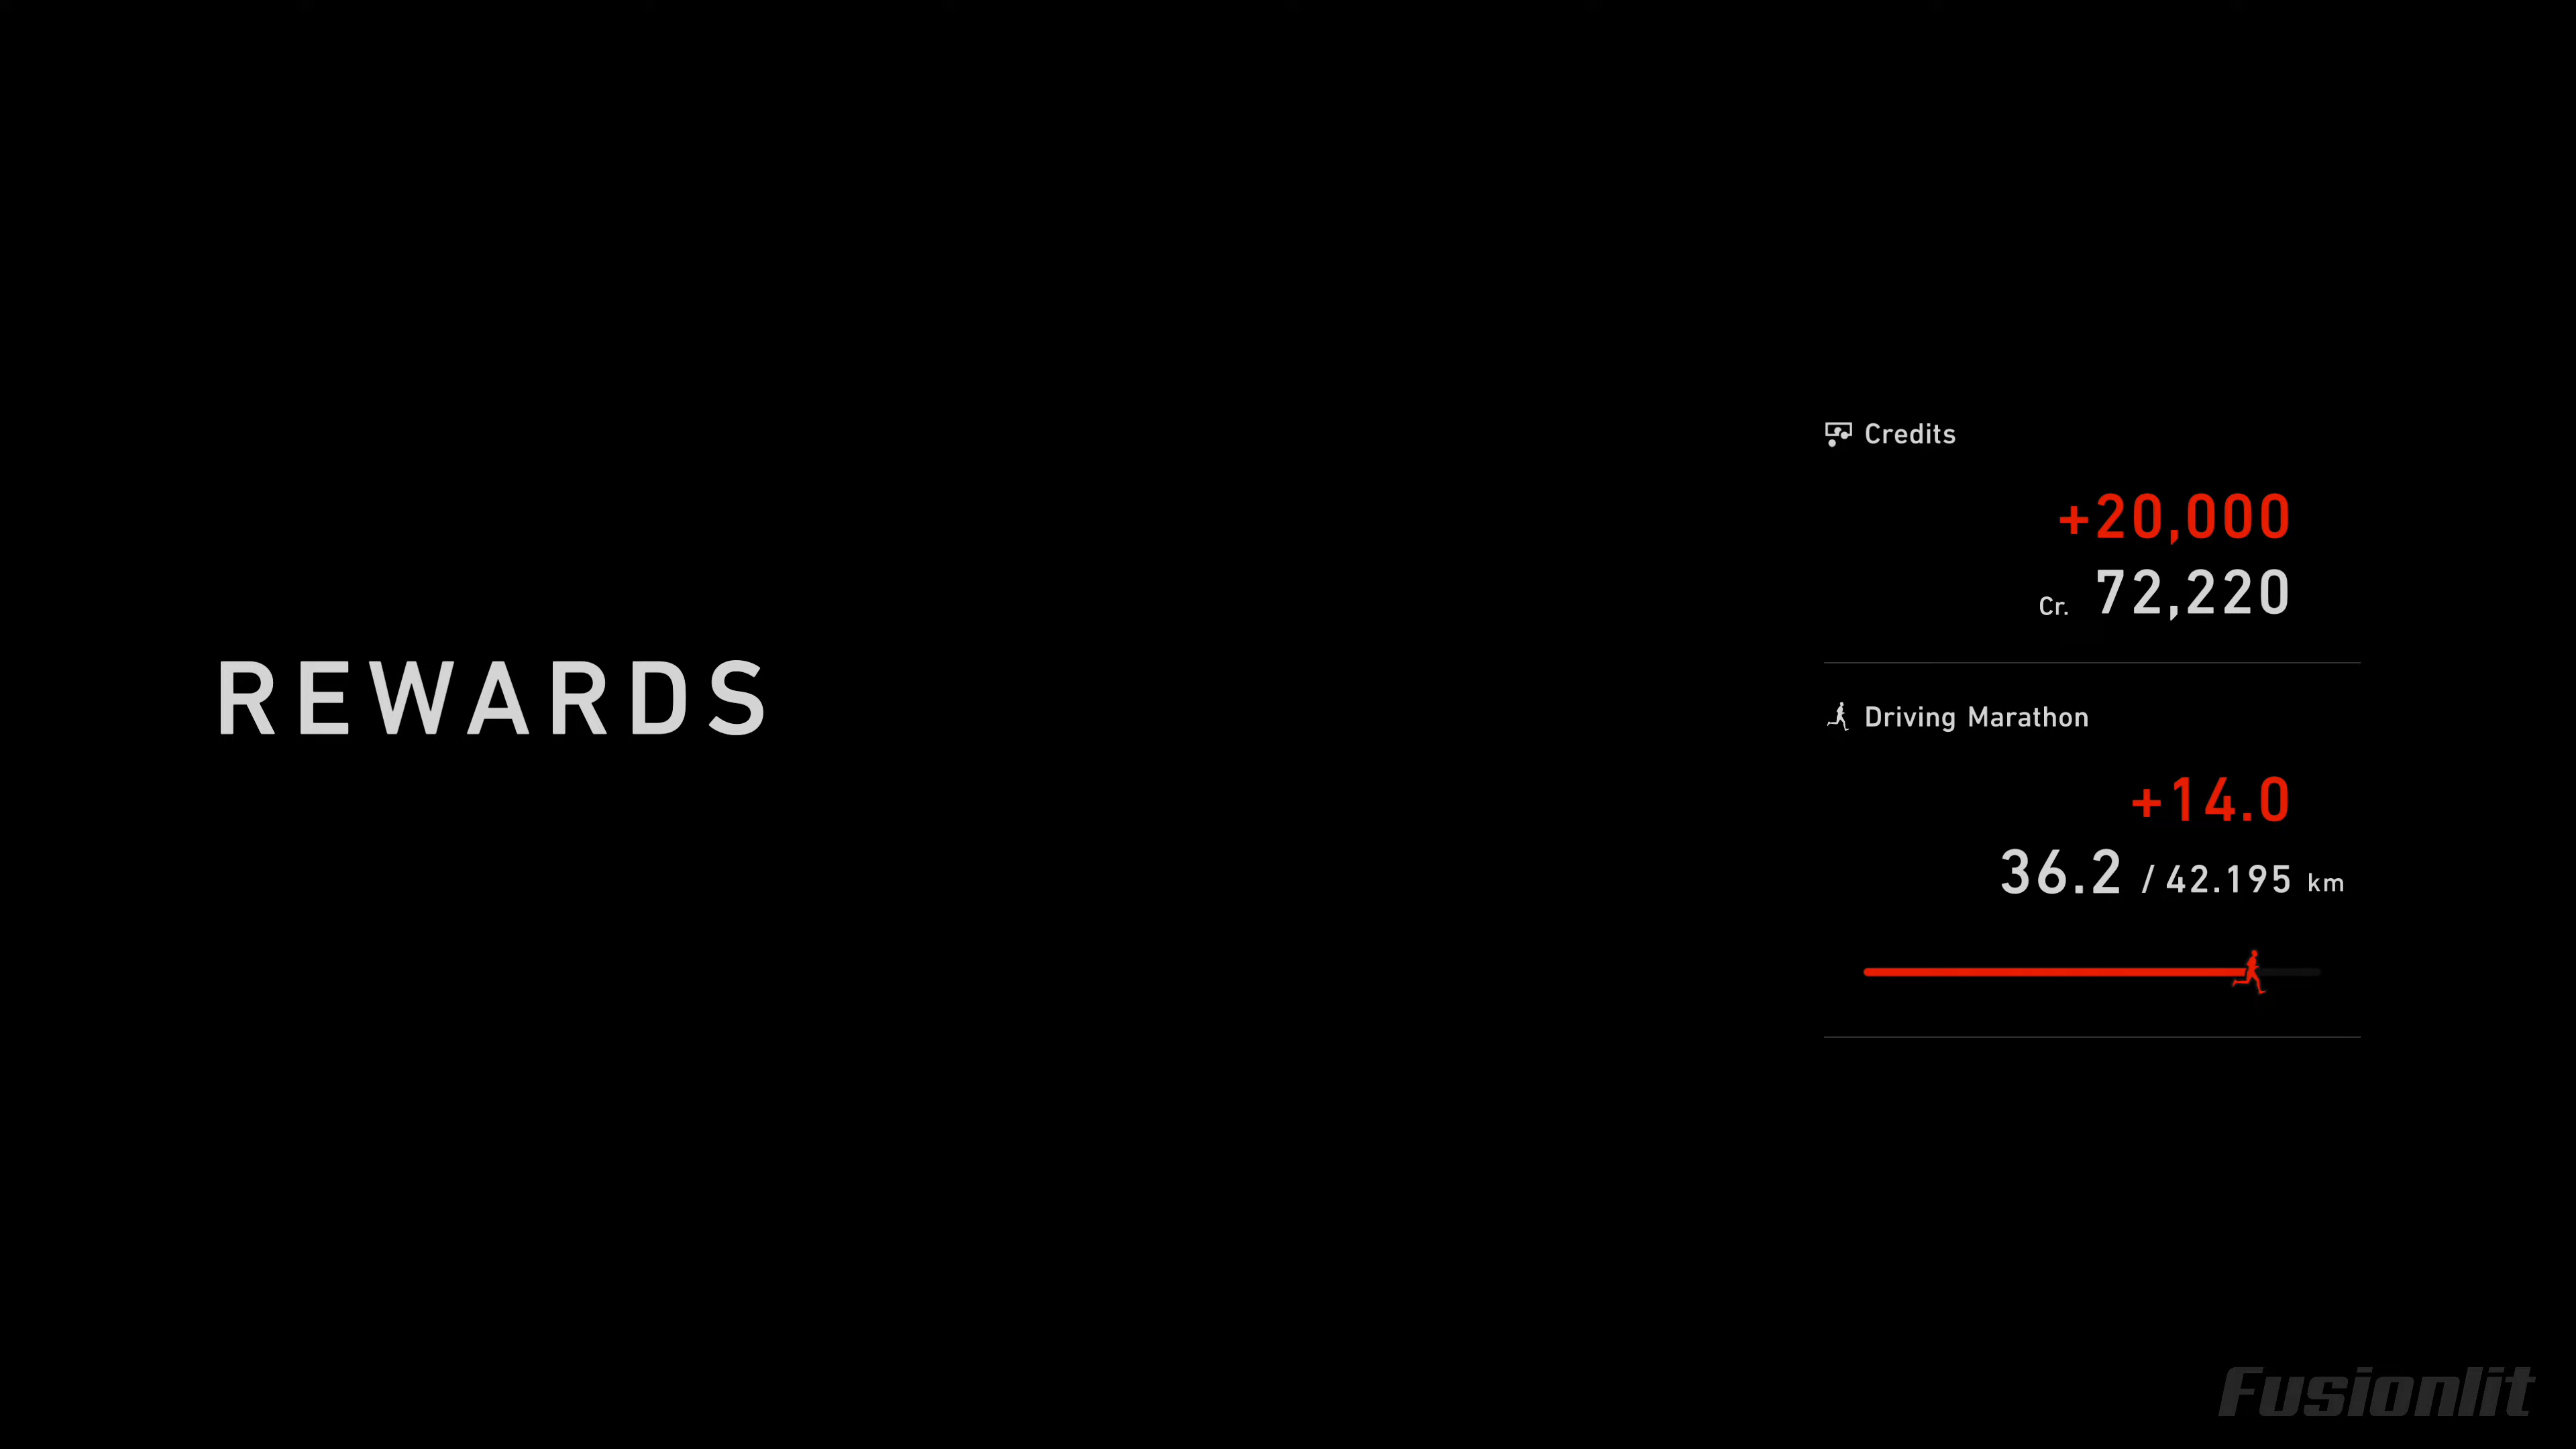 REWARDS
Credits
+20,000
Cr. 72,220
Driving Marathon
+14.0
36.2 / 42.195 km
Fusionlit